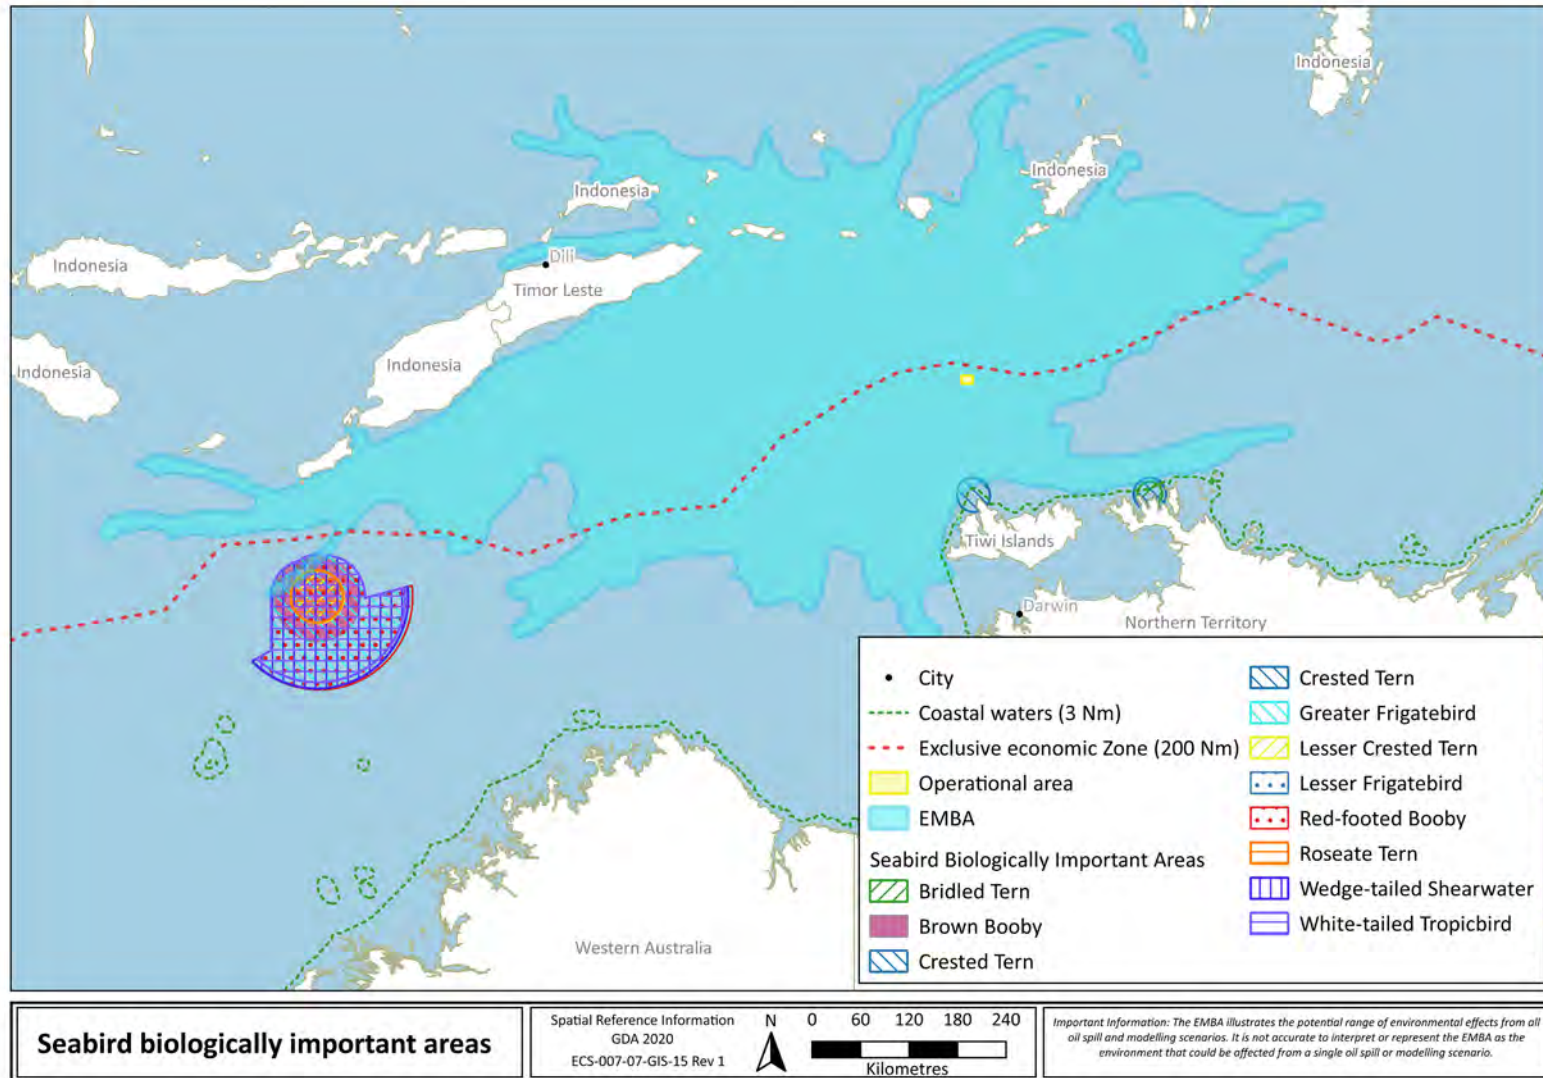 Indonesia
Indonesia
Indonesia
Indonesia
Dili
Timor Leste
Indonesia
Indonesia
Indonesia
Tiwi Islands
Darwin
Northern Territory
Western Australia
City
Coastal waters (3 Nm)
Exclusive economic Zone (200 Nm)
Operational area
EMBA
Seabird Biologically Important Areas
Bridled Tern
Brown Booby
Crested Tern
Crested Tern
Greater Frigatebird
Lesser Crested Tern
Lesser Frigatebird
Red-footed Booby
Roseate Tern
Wedge-tailed Shearwater
White-tailed Tropicbird
Seabird biologically important areas
Spatial Reference Information
GDA 2020
ECS-007-07-GIS-15 Rev 1
N
0 60 120 180 240
Kilometres
Important Information: The EMBA illustrates the potential range of environmental effects from all
oil spill and modelling scenarios. It is not accurate to interpret or represent the EMBA as the
environment that could be affected from a single oil spill or modelling scenario.